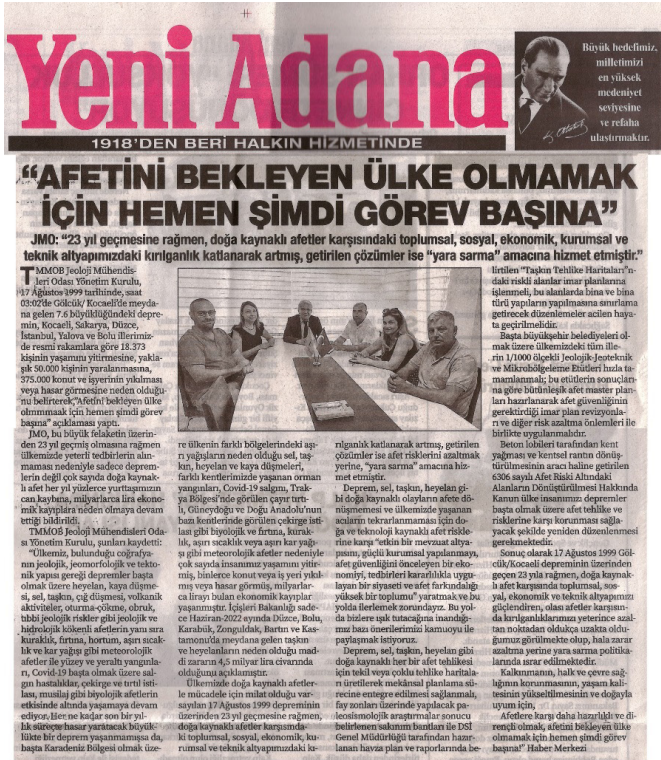 Yeni Adana
1918'DEN BERİ HALKIN HİZMETİNDE
Büyük hedefimiz,
milletimizi
en yüksek
medeniyet
seviyesine
ve refaha
ulaştırmaktır.
"AFETİNİ BEKLEYEN ÜLKE OLMAMAK
İÇİN HEMEN ŞİMDİ GÖREV BAŞINA"
JMO: "23 yıl geçmesine rağmen, doğa kaynaklı afetler karşısındaki toplumsal, sosyal, ekonomik, kurumsal ve
teknik altyapımızdaki kırılganlık katlanarak artmış, getirilen çözümler ise "yara sarma" amacına hizmet etmiştir."
TMMOB Jeoloji Mühendis-
leri Odası Yönetim Kurulu,
17 Ağustos 1999 tarihinde, saat
03:02'de Gölcük/ Kocaeli'de meyda-
na gelen 7.6 büyüklüğündeki depre-
min, Kocaeli, Sakarya, Düzce,
İstanbul, Yalova ve Bolu illerimiz-
de resmi rakamlara göre 18.373
kişinin yaşamını yitirmesine, yakla-
şık 50.000 kişinin yaralanmasına,
375.000 konut ve işyerinin yıkılması
veya hasar görmesine neden olduğu-
nu belirterek,"Afetini bekleyen ülke
olmmmaak için hemen şimdi görev
başına" açıklaması yaptı.
JMO, bu büyük felaketin üzerin-
den 23 yıl geçmiş olmasına rağmen
ülkemizde yeterli tedbirlerin alın-
maması nedeniyle sadece deprem-
lerin değil çok sayıda doğa kaynak-
lı afet her yıl yüzlerce yurttaşımızın
can kaybına, milyarlarca lira ekono-
mik kayıplara neden olmaya devam
ettiği bildirildi.
TMMOB Jeoloji Mühendisleri Oda-
sı Yönetim Kurulu, şunları kaydetti:
"Ülkemiz, bulunduğu coğrafya-
nın jeolojik, jeomorfolojik ve tekto-
nik yapısı gereği depremler başta
olmak üzere heyelan, kaya düşme-
si, sel, taşkın, çığ düşmesi, volkanik
aktiviteler, oturma-çökme, obruk,
tıbbi jeolojik riskler gibi jeolojik ve
hidrolojik kökenli afetlerin yanı sıra
kuraklık, fırtına, hortum, aşırı sıcak-
lık ve kar yağışı gibi meteorolojik
afetler ile yüzey ve yeraltı yangınla-
rı, Covid-19 başta olmak üzere sal-
gın hastalıklar, çekirge ve tırtıl isti-
lası, musilaj gibi biyolojik afetlerin
etkisinde altında yaşamaya devam
ediyor. Her ne kadar son bir yıl-
lık süreçte hasar yaratacak büyük-
lükte bir deprem yaşanmamışsa da,
başta Karadeniz Bölgesi olmak üze-
re ülkenin farklı bölgelerindeki aşı-
rı yağışların neden olduğu sel, taş-
kın, heyelan ve kaya düşmeleri,
farklı kentlerimizde yaşanan orman
yangınları, Covid-19 salgını, Trak-
ya Bölgesi'nde görülen çayır tırtı-
lı, Güneydoğu ve Doğu Anadolu'nun
bazı kentlerinde görülen çekirge isti-
lası gibi biyolojik ve fırtına, kurak-
lık, aşırı sıcaklık veya aşırı kar yağı-
şı gibi meteorolojik afetler nedeniyle
çok sayıda insanımız yaşamını yitir-
miş, binlerce konut veya iş yeri yıkıl-
mış veya hasar görmüş, milyarlar-
ca lirayı bulan ekonomik kayıplar
yaşanmıştır. İçişleri Bakanlığı sade-
ce Haziran-2022 ayında Düzce, Bolu,
Karabük, Zonguldak, Bartın ve Kas-
tamonu'da meydana gelen taşkın
ve heyelanların neden olduğu mad-
di zararın 4,5 milyar lira civarında
olduğunu açıklamıştır.
Ülkemizde doğa kaynaklı afetler-
le mücadele için milat olduğu var-
sayılan 17 Ağustos 1999 depreminin
üzerinden 23 yıl geçmesine rağmen,
doğa kaynaklı afetler karşısında-
ki toplumsal, sosyal, ekonomik, ku-
rumsal ve teknik altyapımızdaki kı-
rılganlık katlanarak artmış, getirilen
çözümler ise afet risklerini azaltmak
yerine, "yara sarma" amacına hiz-
met etmiştir.
Deprem, sel, taşkın, heyelan gi-
bi doğa kaynaklı olayların afete dö-
nüşmemesi ve ülkemizde yaşanan
acıların tekrarlanmaması için do-
ğa ve teknoloji kaynaklı afet riskle-
rine karşı "etkin bir mevzuat altya-
pısını, güçlü kurumsal yapılanmayı,
afet güvenliğini önceleyen bir eko-
nomiyi, tedbirleri kararlılıkla uygu-
layan bir siyaseti ve afet farkındalığı
yüksek bir toplumu" yaratmak ve bu
yolda ilerlemek zorundayız. Bu yol-
da bizlere ışık tutacağına inandığı-
mız bazı önerilerimizi kamuoyu ile
paylaşmak istiyoruz.
Deprem, sel, taşkın, heyelan gibi
doğa kaynaklı her bir afet tehlikesi
için tekil veya çoklu tehlike haritala-
rı üretilerek mekânsal planlama sü-
recine entegre edilmesi sağlanmalı,
fay zonları üzerinde yapılacak pa-
leosismolojik araştırmalar sonucu
belirlenen sakınım bantları ile DSİ
Genel Müdürlüğü tarafından hazır-
lanan havza plan ve raporlarında be-
lirtilen "Taşkın Tehlike Haritaları"n-
daki riskli alanlar imar planlarına
işlenmeli, bu alanlarda bina ve bina
türü yapıların yapılmasına sınırlama
getirecek düzenlemeler acilen haya-
ta geçirilmelidir.
Başta büyükşehir belediyeleri ol-
mak üzere ülkemizdeki tüm ille-
rin 1/1000 ölçekli Jeolojik-Jeoteknik
ve Mikrobölgeleme Etütleri hızla ta-
mamlanmalı; bu etütlerin sonuçları-
na göre bütünleşik afet master plan-
ları hazırlanarak afet güvenliğinin
gerektirdiği imar plan revizyonla-
rı ve diğer risk azaltma önlemleri ile
birlikte uygulanmalıdır.
Beton lobileri tarafından kent
yağması ve kentsel rantın dönüş-
türülmesinin aracı haline getirilen
6306 sayılı Afet Riski Altındaki
Alanların Dönüştürülmesi Hakkında
Kanun ülke insanımızı depremler
başta olmak üzere afet tehlike ve
risklerine karşı korunması sağlaya-
cak şekilde yeniden düzenlenmesi
gerekmektedir.
Sonuç olarak 17 Ağustos 1999 Göl-
cük/Kocaeli depreminin üzerinden
geçen 23 yıla rağmen, doğa kaynak-
lı afet karşısında toplumsal, sos-
yal, ekonomik ve teknik altyapımızı
güçlendiren, olası afetler karşısın-
da kırılganlıklarımızı yeterince azal-
tan noktadan oldukça uzakta oldu-
ğumuz görülmekte olup, hala zarar
azaltma yerine yara sarma politika-
larında ısrar edilmektedir.
Kalkınmanın, halk ve çevre sağ-
lığının korunmasının, yaşam kali-
tesinin yükseltilmesinin ve doğayla
uyum için,
Afetlere karşı daha hazırlıklı ve di-
rençli olmak, afetini bekleyen ülke
olmamak için hemen şimdi görev
başına!" Haber Merkezi